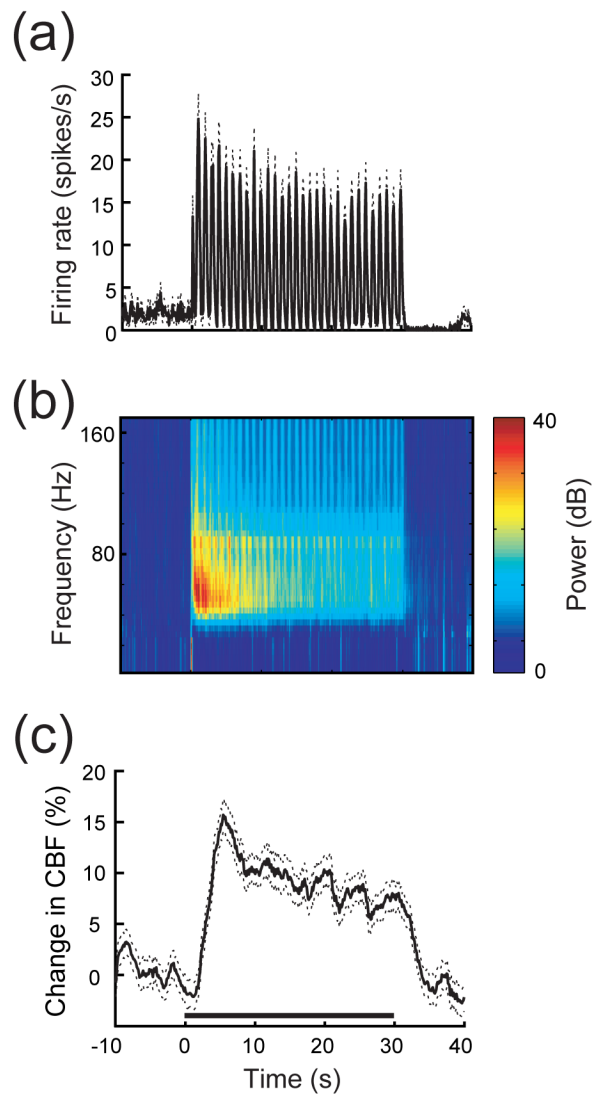 (a)
Firing rate (spikes/s)
30
25
20
15
10
5
0
(b)
Frequency (Hz)
160
80
40
0
Power (dB)
(c)
Change in CBF (%)
20
15
10
5
0
-10 0 10 20 30 40
Time (s)